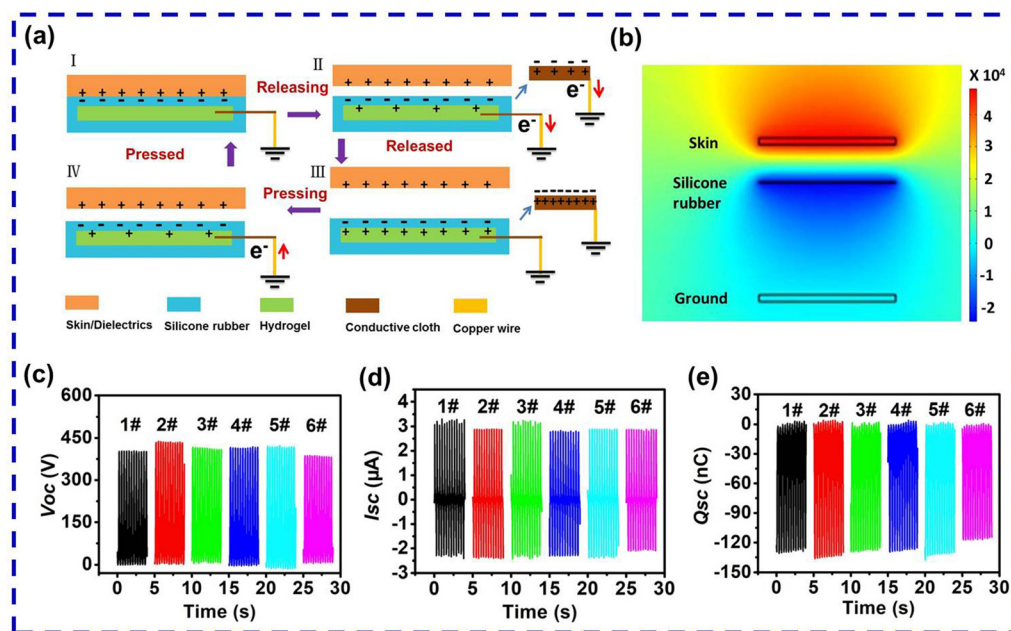 (a)
I
Releasing
II
e-
e-
Pressed
Released
IV
Pressing
III
e-
Skin/Dielectrics
Silicone rubber
Hydrogel
Conductive cloth
Copper wire
(b)
X 10⁴
Skin
Silicone
rubber
Ground
4
3
2
1
0
-1
-2
(c)
600
450
300
150
0
Voc (V)
1# 2# 3# 4# 5# 6#
0 5 10 15 20 25 30
Time (s)
(d)
4
3
2
1
0
-1
-2
-3
Isc (µA)
1# 2# 3# 4# 5# 6#
0 5 10 15 20 25 30
Time (s)
(e)
30
0
-30
-60
-90
-120
-150
Qsc (nC)
1# 2# 3# 4# 5# 6#
0 5 10 15 20 25 30
Time (s)